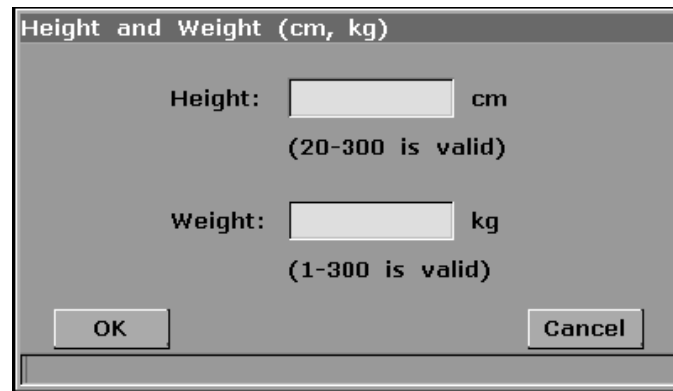 Height and Weight (cm, kg)
Height: cm
(20-300 is valid)
Weight: kg
(1-300 is valid)
OK Cancel